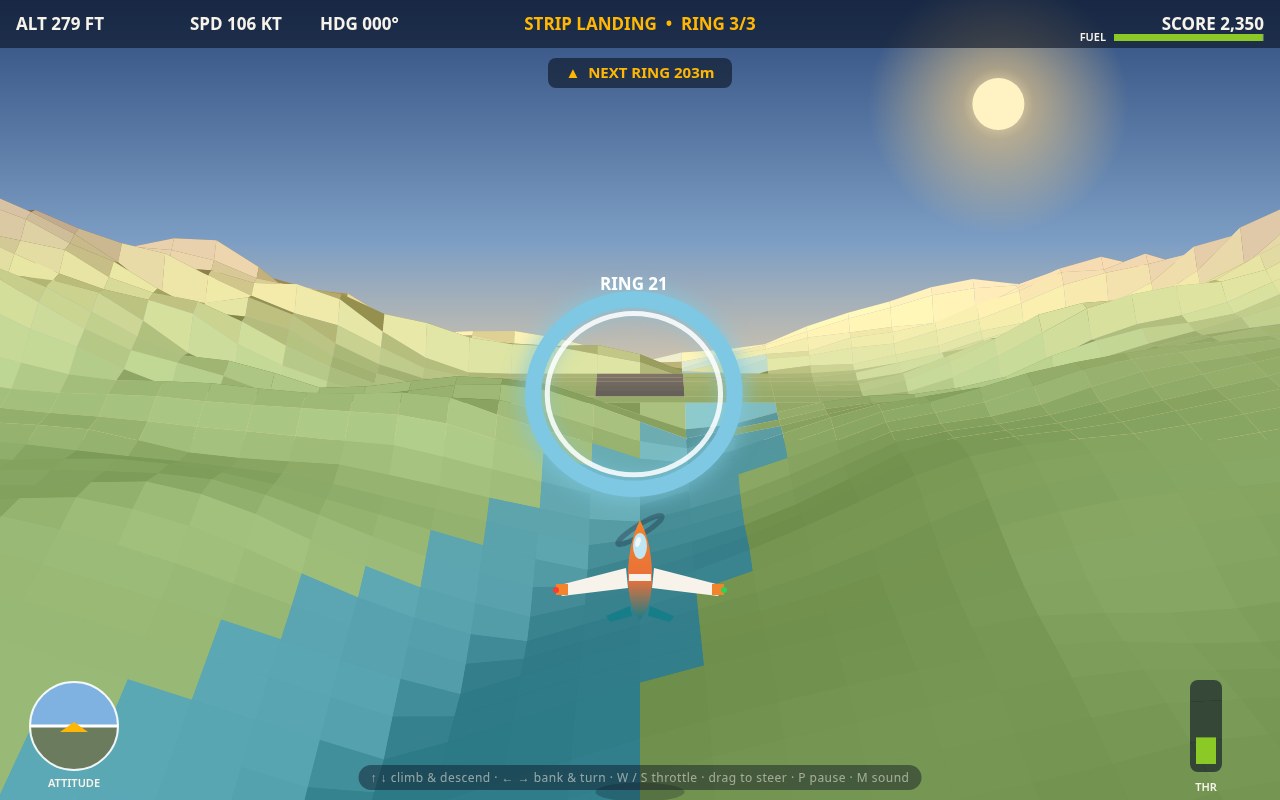 ALT 279 FT SPD 106 KT HDG 000° STRIP LANDING • RING 3/3 SCORE 2,350
FUEL
▲ NEXT RING 203m
RING 21
ATTITUDE
↑ ↓ climb & descend · ← → bank & turn · W / S throttle · drag to steer · P pause · M sound
THR